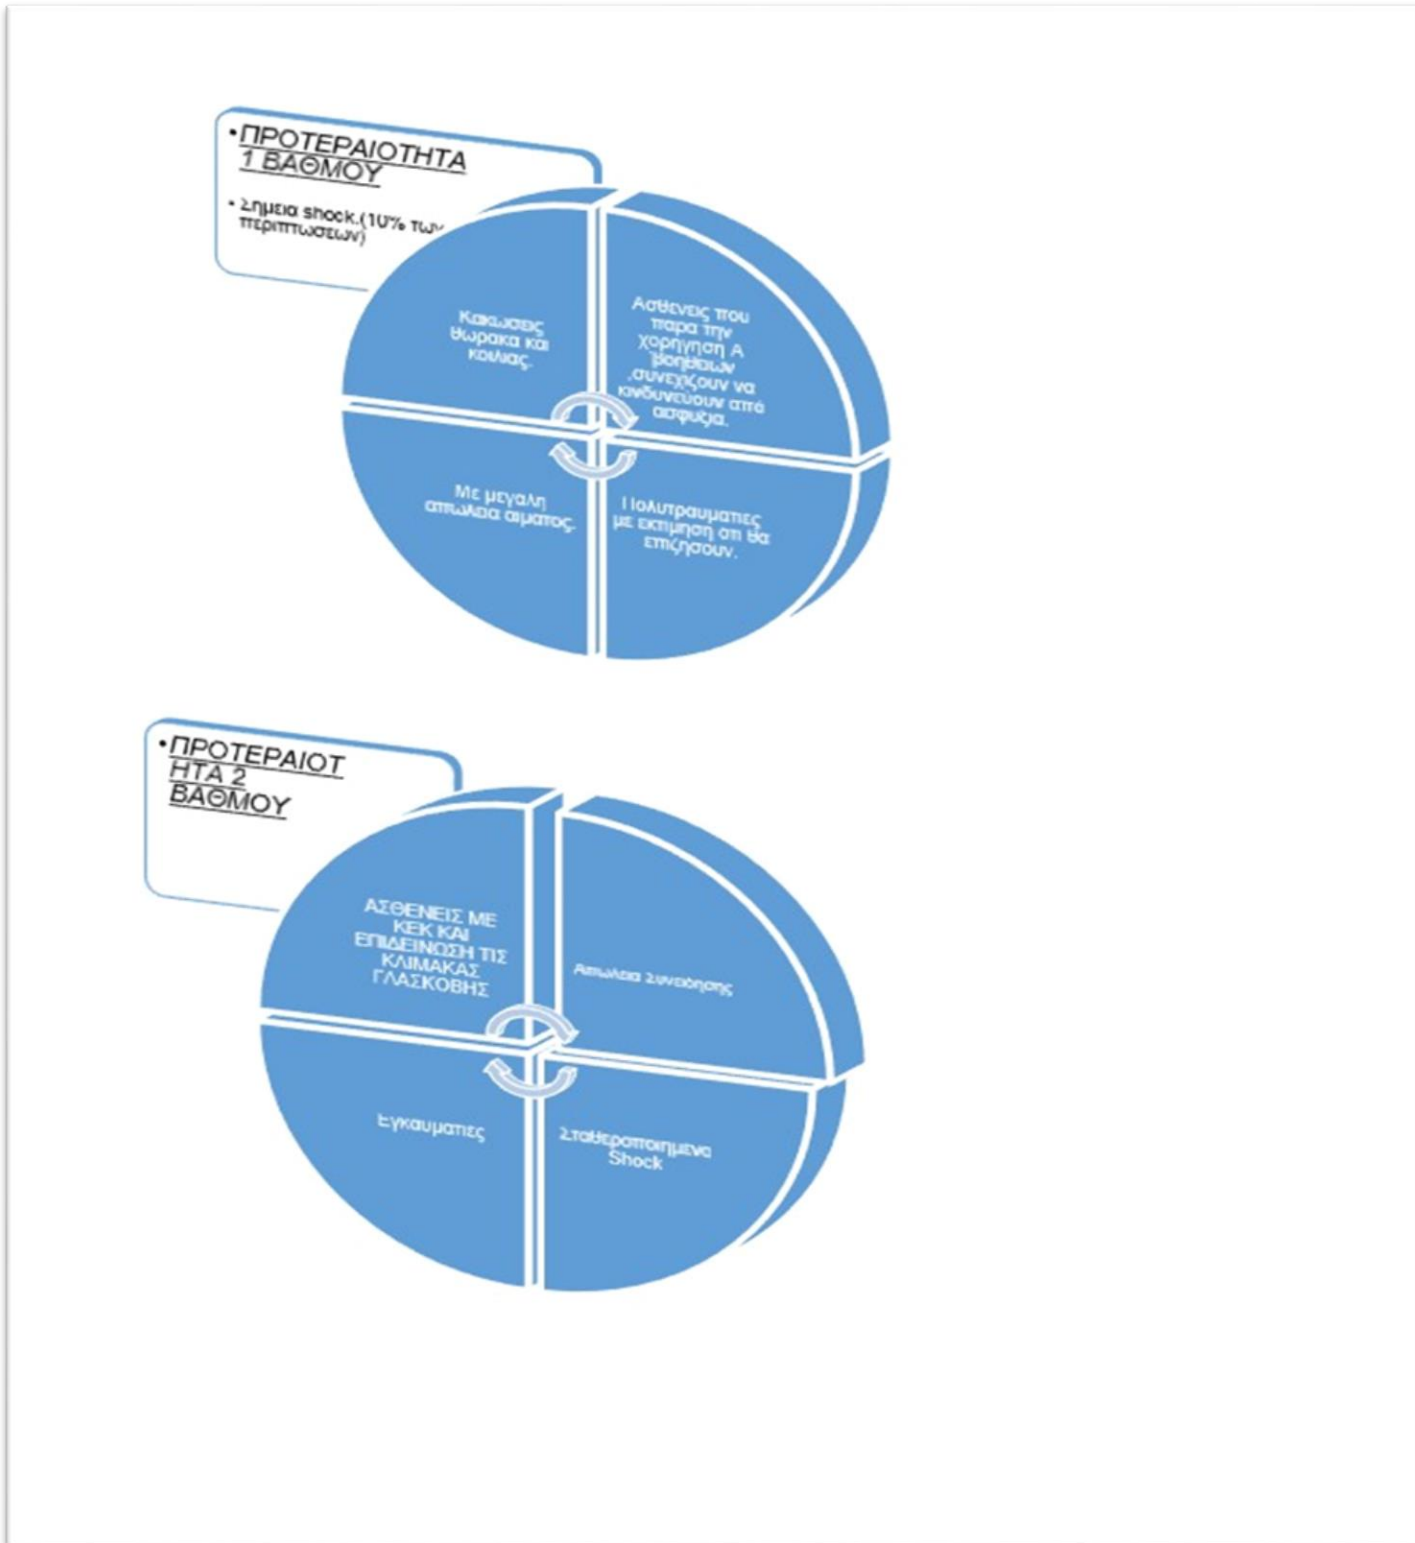 •ΠΡΟΤΕΡΑΙΟΤΗΤΑ
1 ΒΑΘΜΟΥ
• Σημεια shock.(10% των
περιπτωσεων)
Κακωσεις
θωρακα και
κοιλιας.
Ασθενεις που
παρα την
χορηγηση Α
'βοηθειων
,συνεχιζουν να
κινδυνεύουν από
ασφυξια.
Με μεγαλη
απωλεια αιματος.
Πολυτραυματιες
με εκτιμηση οτι θα
επιζησουν.
•ΠΡΟΤΕΡΑΙΟΤ
ΗΤΑ 2
ΒΑΘΜΟΥ
ΑΣΘΕΝΕΙΣ ΜΕ
ΚΕΚ ΚΑΙ
ΕΠΙΔΕΙΝΩΣΗ ΤΙΣ
ΚΛΙΜΑΚΑΣ
ΓΛΑΣΚΟΒΗΣ
Απωλεια Συνειδησης
Εγκαυματιες
Σταθεροποιημενα
Shock